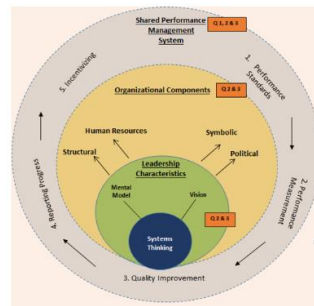 Shared Performance
Management
System
Q 1, 2 & 3
1. Performance
Standards
2. Performance
Measurement
3. Quality Improvement
4. Reporting Progress
5. Incentivizing
Organizational Components
Q 2 & 3
Human Resources
Symbolic
Structural
Political
Leadership
Characteristics
Mental
Model
Vision
Q 2 & 3
Systems
Thinking